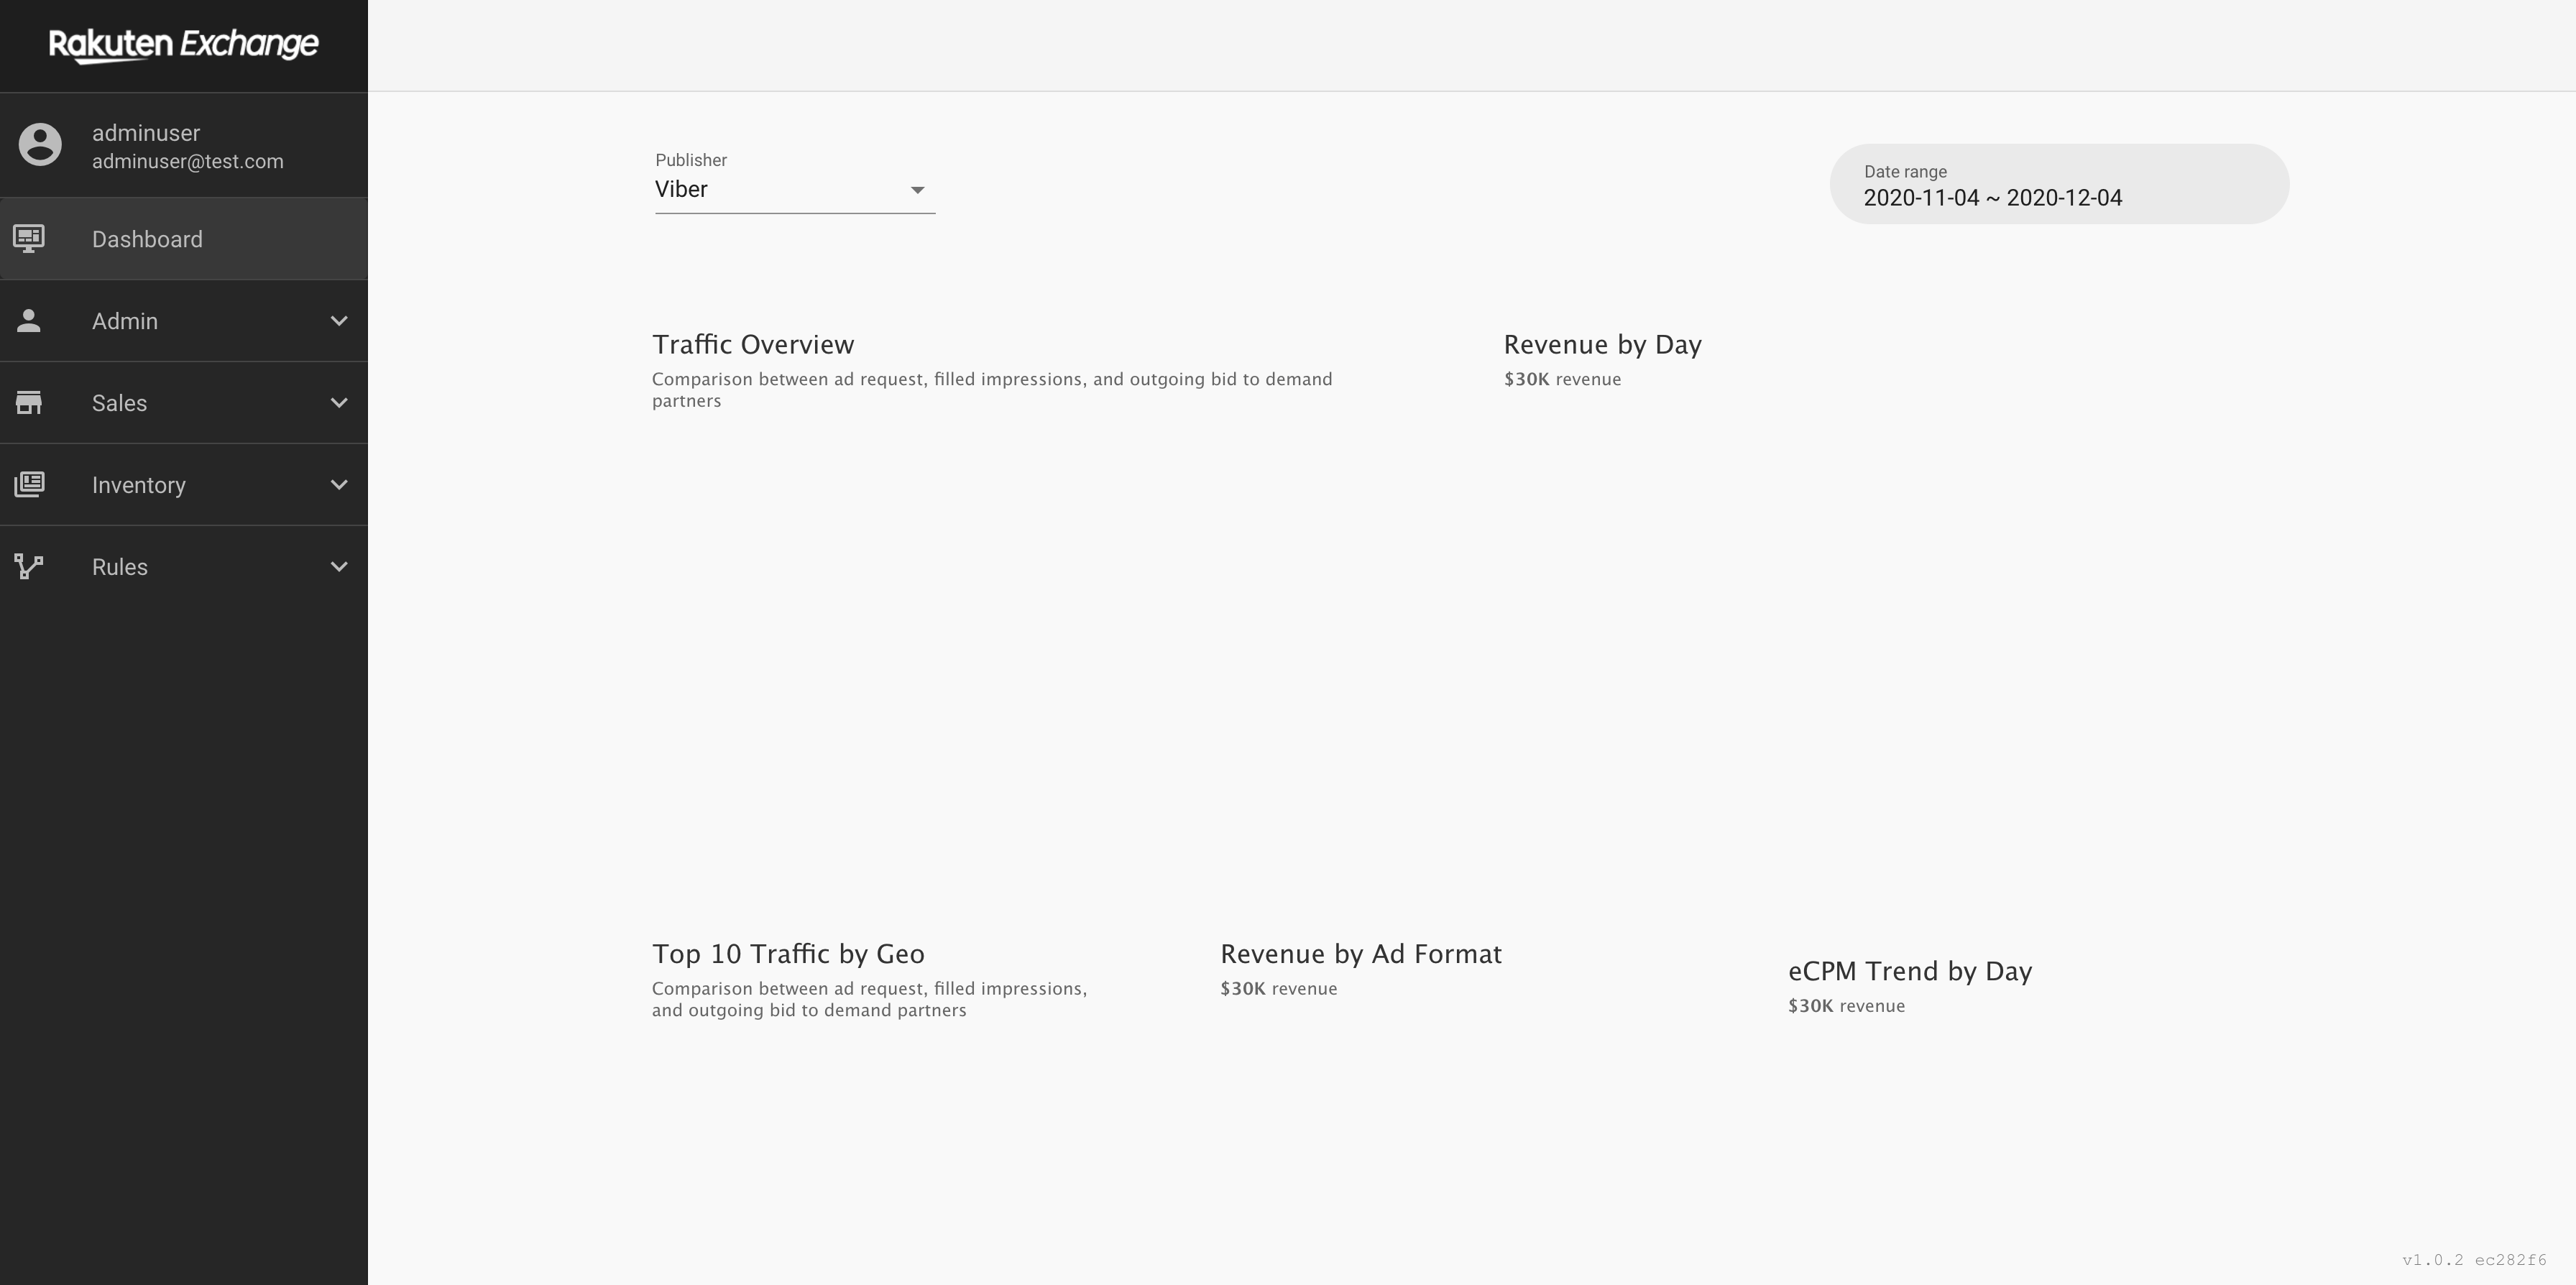 Rakuten Exchange
adminuser
adminuser@test.com
Dashboard
Admin
Sales
Inventory
Rules
Publisher
Viber
Date range
2020-11-04 ~ 2020-12-04
Traffic Overview
Comparison between ad request, filled impressions, and outgoing bid to demand
partners
Revenue by Day
$30K revenue
Top 10 Traffic by Geo
Comparison between ad request, filled impressions,
and outgoing bid to demand partners
Revenue by Ad Format
$30K revenue
eCPM Trend by Day
$30K revenue
v1.0.2 ec282f6